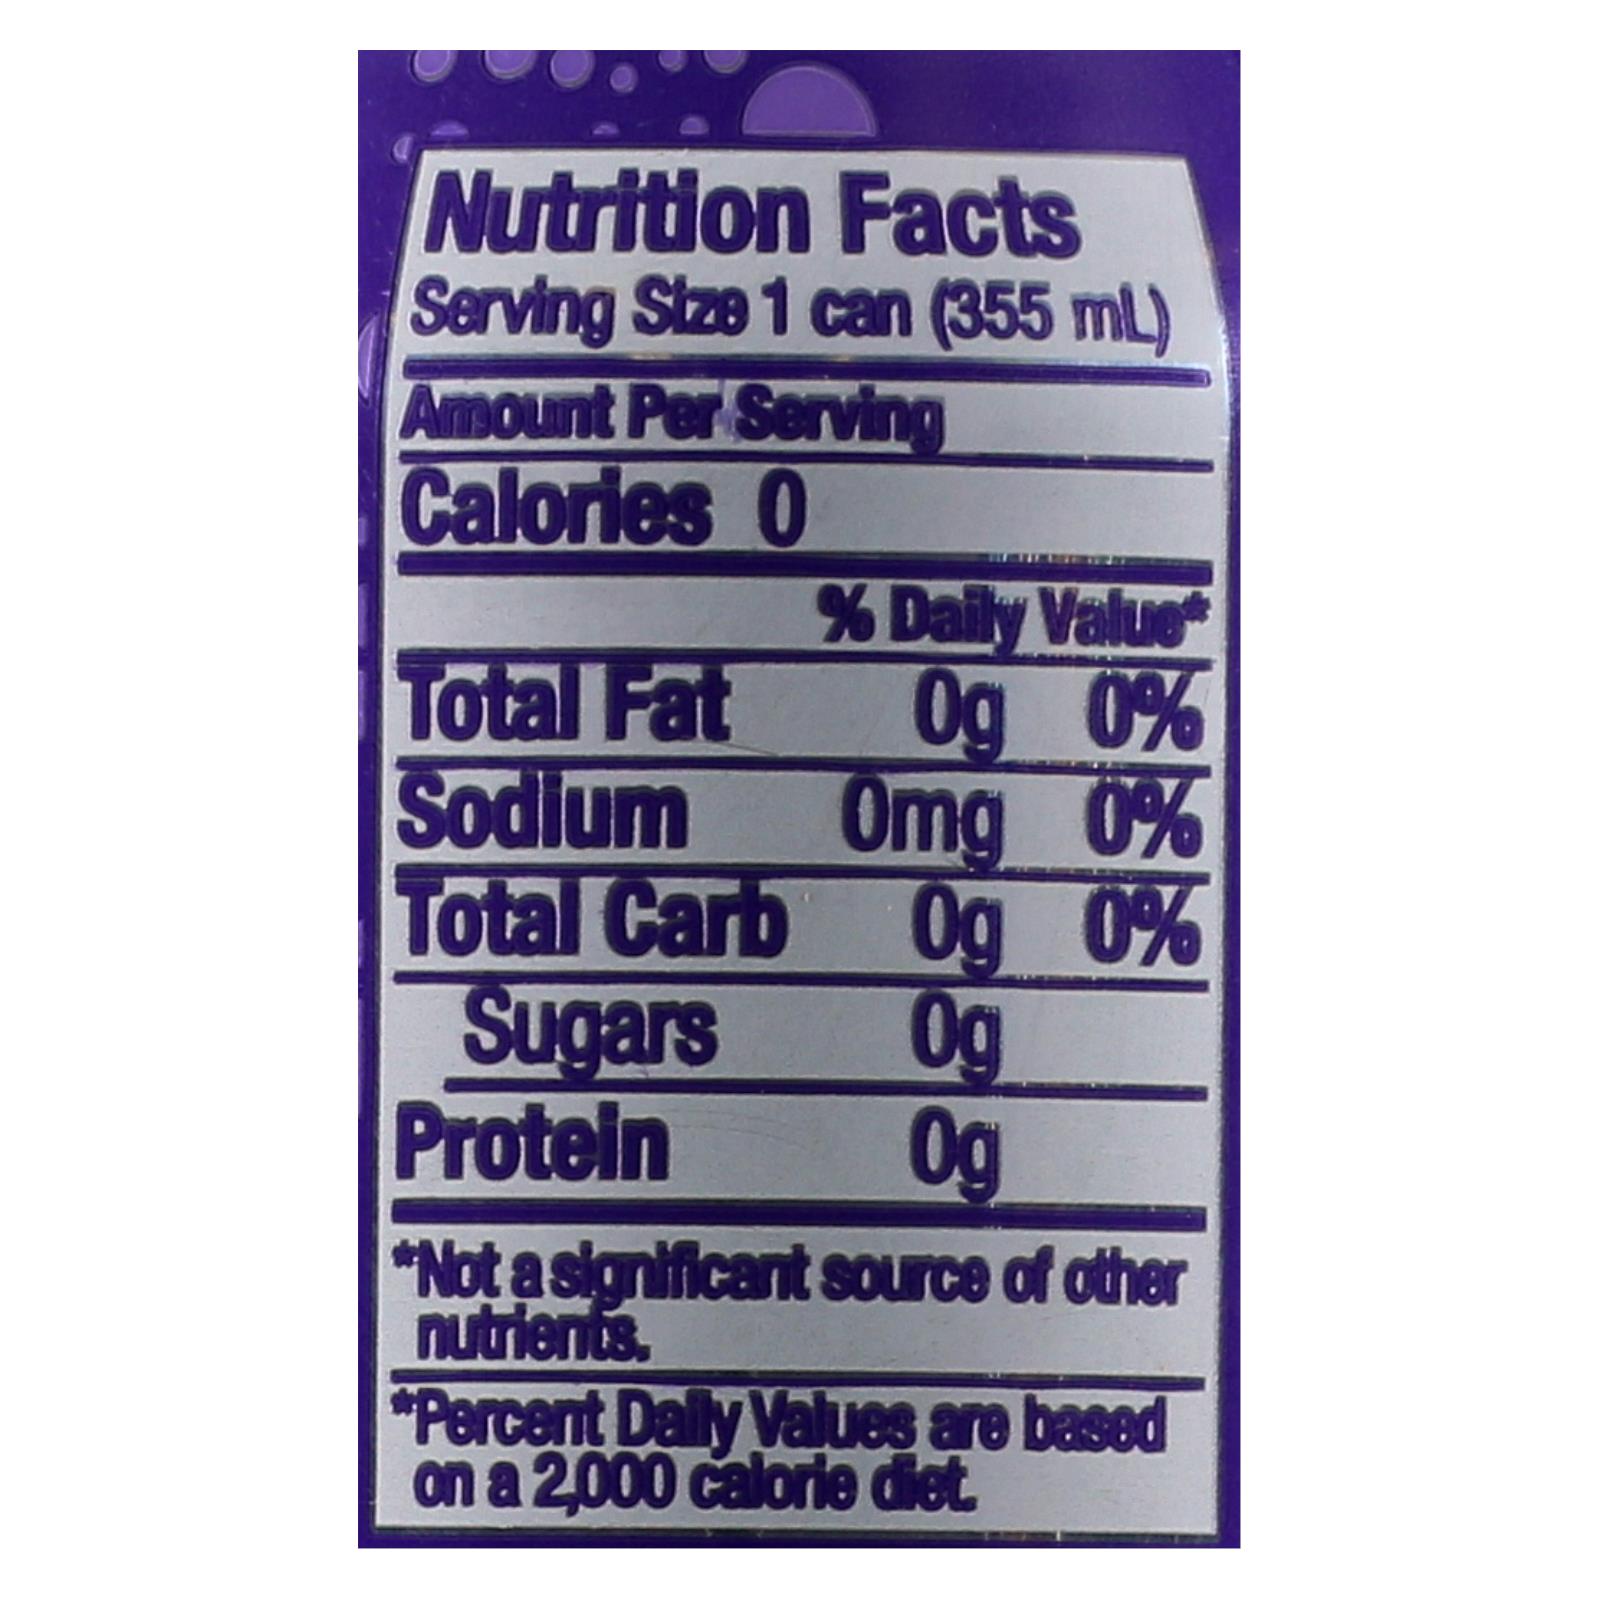 Nutrition Facts
Serving Size 1 can (355 mL)
Amount Per Serving
Calories 0
% Daily Value*
Total Fat 0g 0%
Sodium 0mg 0%
Total Carb 0g 0%
Sugars 0g
Protein 0g
*Not a significant source of other
nutrients.
*Percent Daily Values are based
on a 2,000 calorie diet.